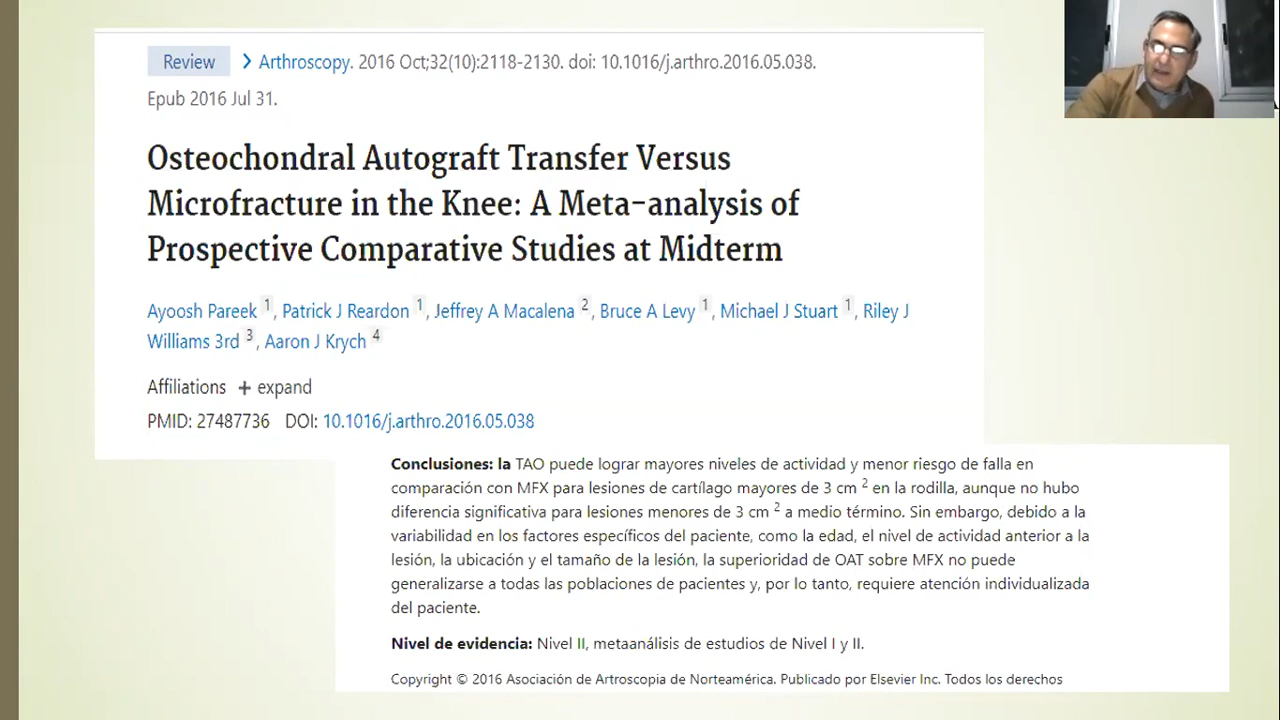 Review > Arthroscopy. 2016 Oct;32(10):2118-2130. doi: 10.1016/j.arthro.2016.05.038.
Epub 2016 Jul 31.
Osteochondral Autograft Transfer Versus
Microfracture in the Knee: A Meta-analysis of
Prospective Comparative Studies at Midterm
Ayoosh Pareek 1, Patrick J Reardon 1, Jeffrey A Macalena 2, Bruce A Levy 1, Michael J Stuart 1, Riley J
Williams 3rd 3, Aaron J Krych 4
Affiliations + expand
PMID: 27487736 DOI: 10.1016/j.arthro.2016.05.038
Conclusiones: la TAO puede lograr mayores niveles de actividad y menor riesgo de falla en
comparación con MFX para lesiones de cartílago mayores de 3 cm 2 en la rodilla, aunque no hubo
diferencia significativa para lesiones menores de 3 cm 2 a medio término. Sin embargo, debido a la
variabilidad en los factores específicos del paciente, como la edad, el nivel de actividad anterior a la
lesión, la ubicación y el tamaño de la lesión, la superioridad de OAT sobre MFX no puede
generalizarse a todas las poblaciones de pacientes y, por lo tanto, requiere atención individualizada
del paciente.
Nivel de evidencia: Nivel II, metaanálisis de estudios de Nivel I y II.
Copyright © 2016 Asociación de Artroscopia de Norteamérica. Publicado por Elsevier Inc. Todos los derechos